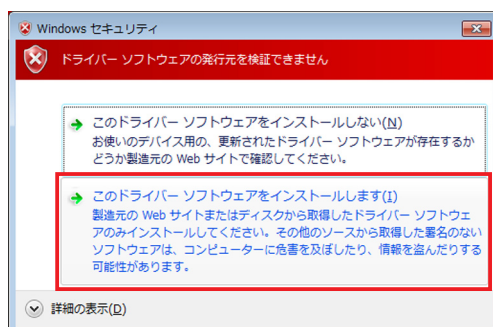 Windows セキュリティ
ドライバー ソフトウェアの発行元を検証できません
このドライバー ソフトウェアをインストールしない(N)
お使いのデバイス用の、更新されたドライバー ソフトウェアが存在するか
どうか製造元の Web サイトで確認してください。
このドライバー ソフトウェアをインストールします(I)
製造元の Web サイトまたはディスクから取得したドライバー ソフトウェ
アのみインストールしてください。その他のソースから取得した署名のない
ソフトウェアは、コンピューターに危害を及ぼしたり、情報を盗んだりする
可能性があります。
詳細の表示(D)